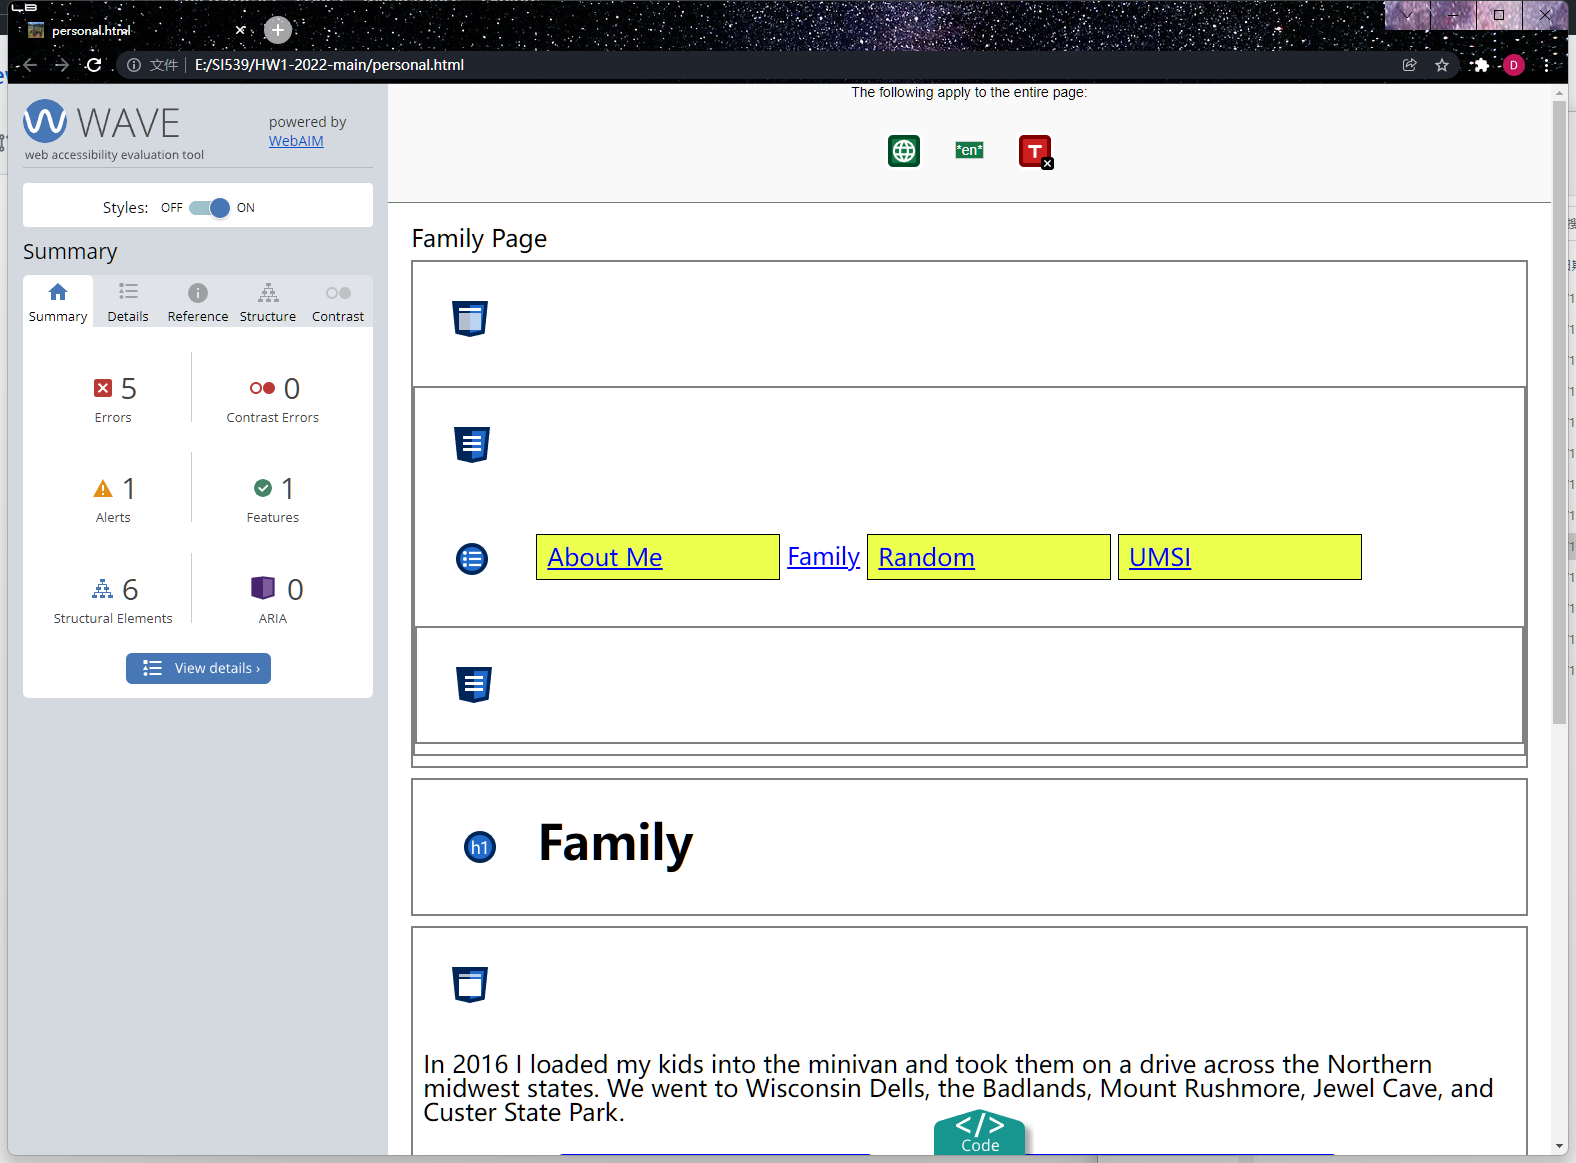 personal.html
文件
E:/SI539/HW1-2022-main/personal.html
D
WAVE
web accessibility evaluation tool
powered by
WebAIM
Styles: OFF ON
Summary
Summary Details Reference Structure Contrast
5
Errors
0
Contrast Errors
1
Alerts
1
Features
6
Structural Elements
0
ARIA
View details ›
The following apply to the entire page:
*en*
T
Family Page
About Me Family Random UMSI
h1 Family
In 2016 I loaded my kids into the minivan and took them on a drive across the Northern
midwest states. We went to Wisconsin Dells, the Badlands, Mount Rushmore, Jewel Cave, and
Custer State Park.
</>
Code